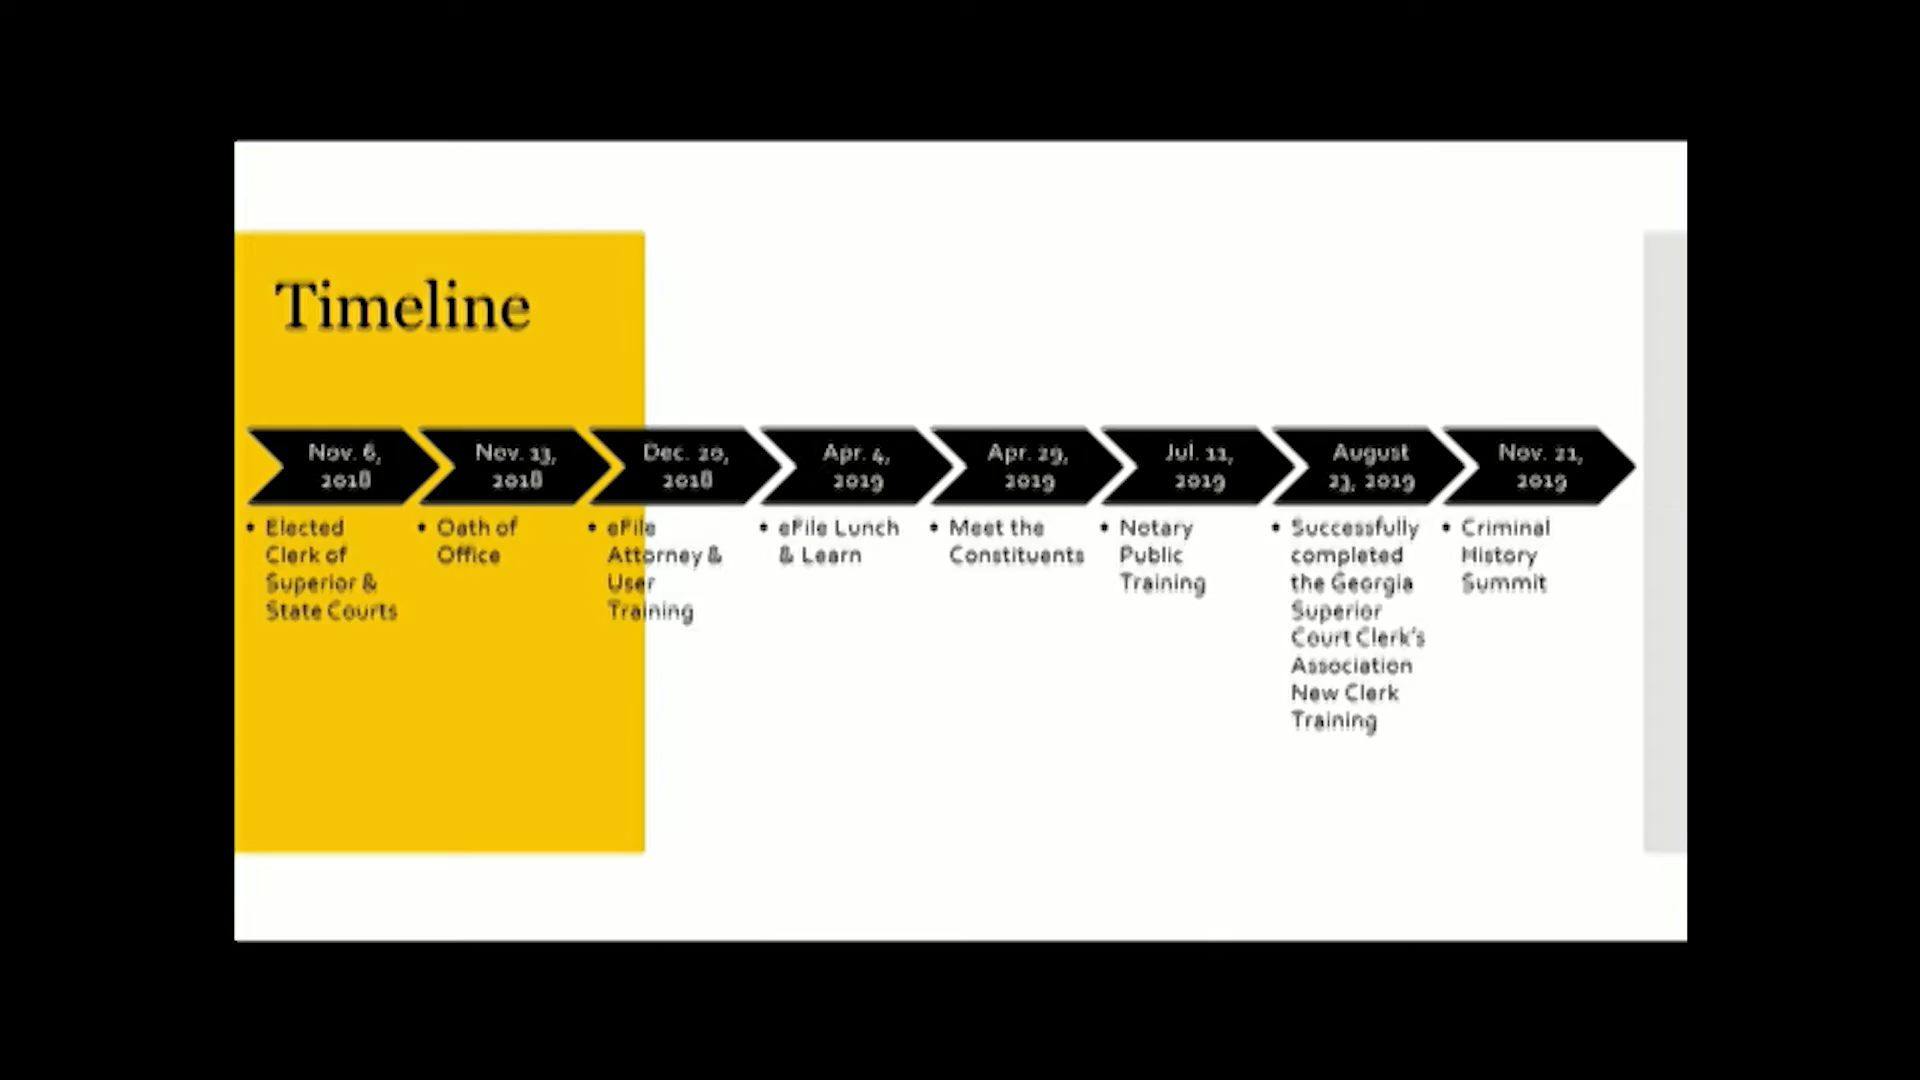 Timeline
Nov. 6,
2018
Nov. 13,
2018
Dec. 20,
2018
Apr. 4,
2019
Apr. 29,
2019
Jul. 11,
2019
August
23, 2019
Nov. 21,
2019
• Elected
Clerk of
Superior &
State Courts
• Oath of
Office
• eFile
Attorney &
User
Training
• eFile Lunch
& Learn
• Meet the
Constituents
• Notary
Public
Training
• Successfully
completed
the Georgia
Superior
Court Clerk's
Association
New Clerk
Training
• Criminal
History
Summit